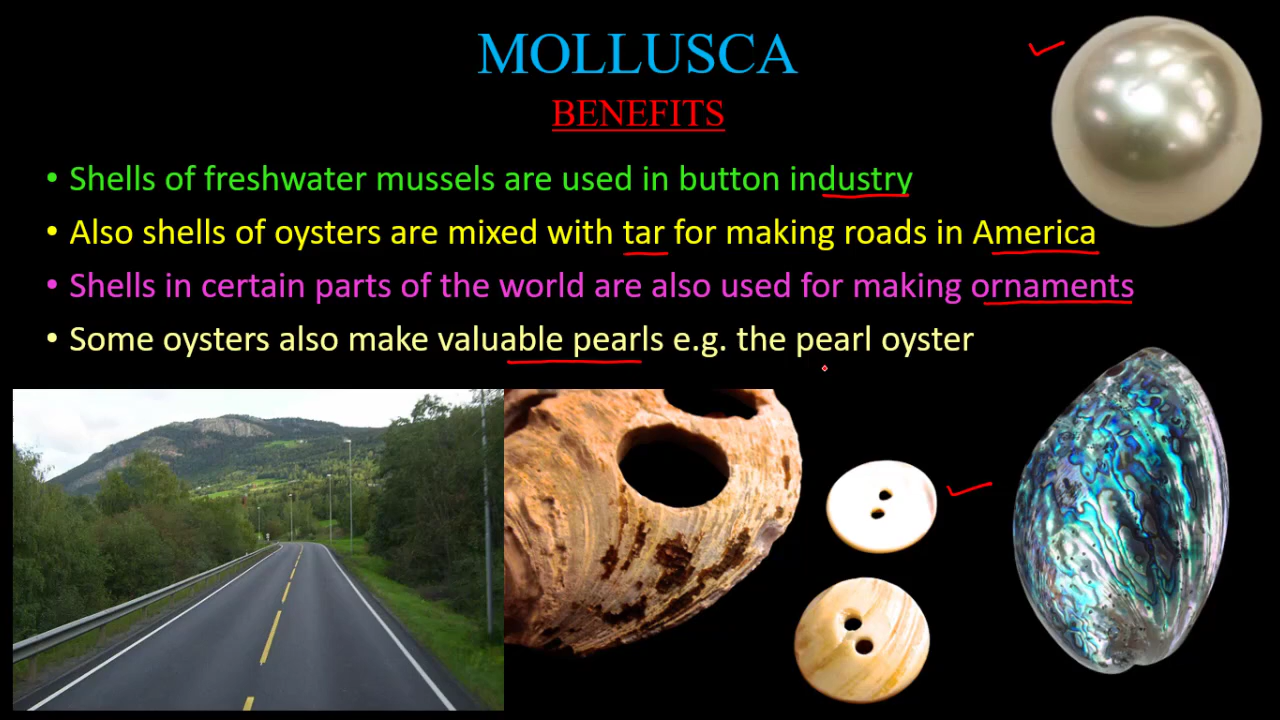 MOLLUSCA
BENEFITS
• Shells of freshwater mussels are used in button industry
• Also shells of oysters are mixed with tar for making roads in America
• Shells in certain parts of the world are also used for making ornaments
• Some oysters also make valuable pearls e.g. the pearl oyster